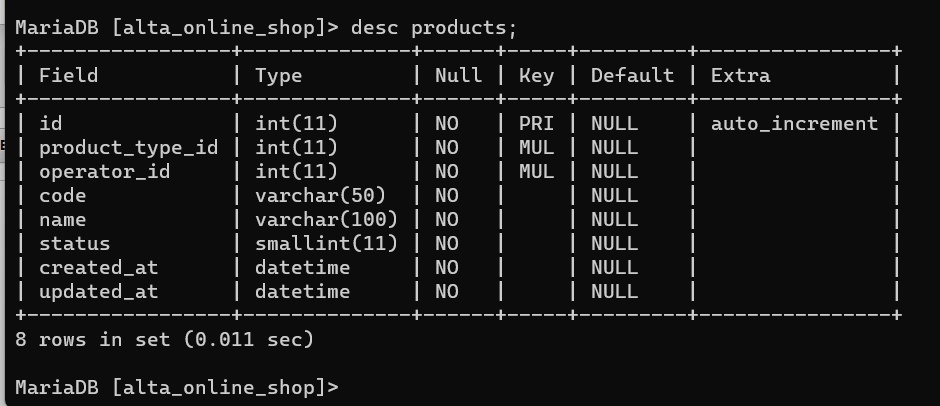 MariaDB [alta_online_shop]> desc products;
+-----------------+--------------+------+-----+---------+----------------+
| Field           | Type         | Null | Key | Default | Extra          |
+-----------------+--------------+------+-----+---------+----------------+
| id              | int(11)      | NO   | PRI | NULL    | auto_increment |
| product_type_id | int(11)      | NO   | MUL | NULL    |                |
| operator_id     | int(11)      | NO   | MUL | NULL    |                |
| code            | varchar(50)  | NO   |     | NULL    |                |
| name            | varchar(100) | NO   |     | NULL    |                |
| status          | smallint(11) | NO   |     | NULL    |                |
| created_at      | datetime     | NO   |     | NULL    |                |
| updated_at      | datetime     | NO   |     | NULL    |                |
+-----------------+--------------+------+-----+---------+----------------+
8 rows in set (0.011 sec)
MariaDB [alta_online_shop]>